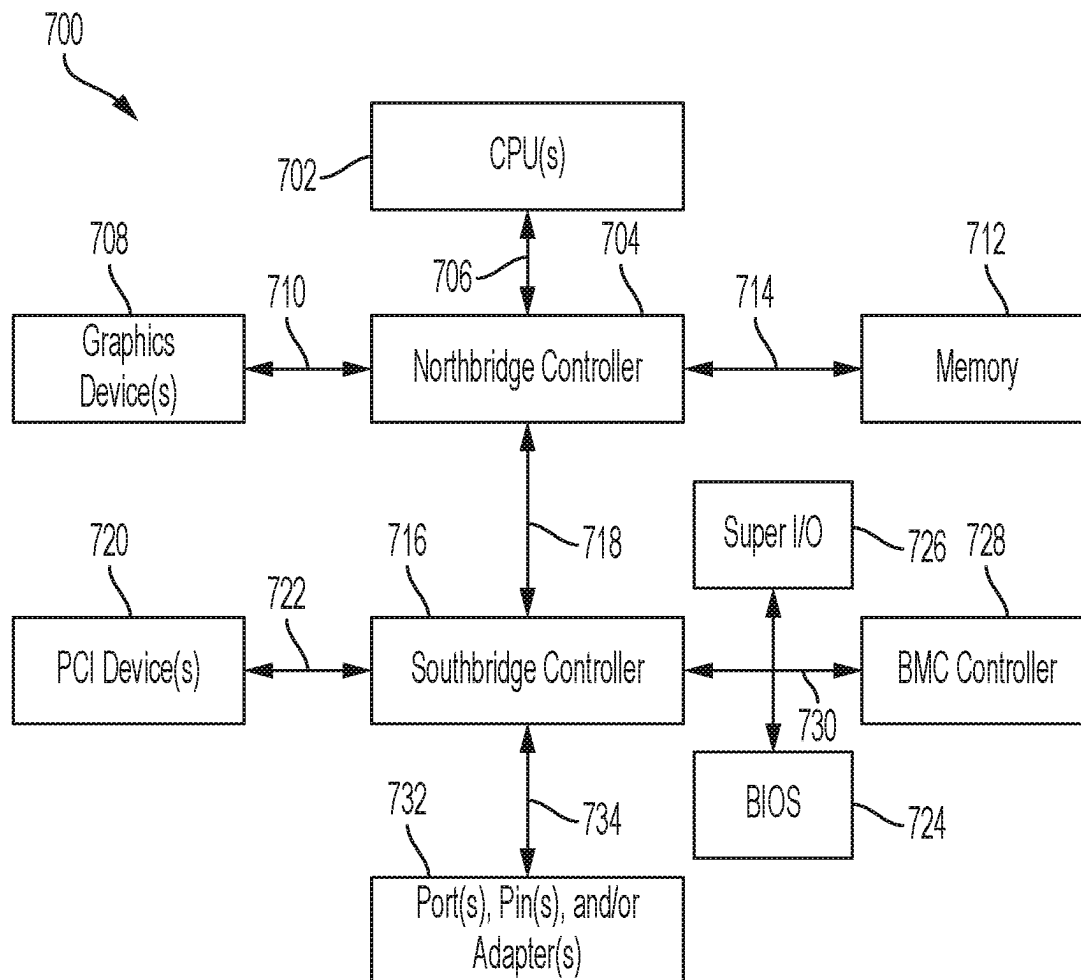 700
CPU(s)
702
706
704
708
710
712
714
Graphics
Device(s)
Northbridge Controller
Memory
718
Super I/O
726
720
722
716
728
PCI Device(s)
Southbridge Controller
BMC Controller
730
BIOS
724
732
734
Port(s), Pin(s), and/or
Adapter(s)